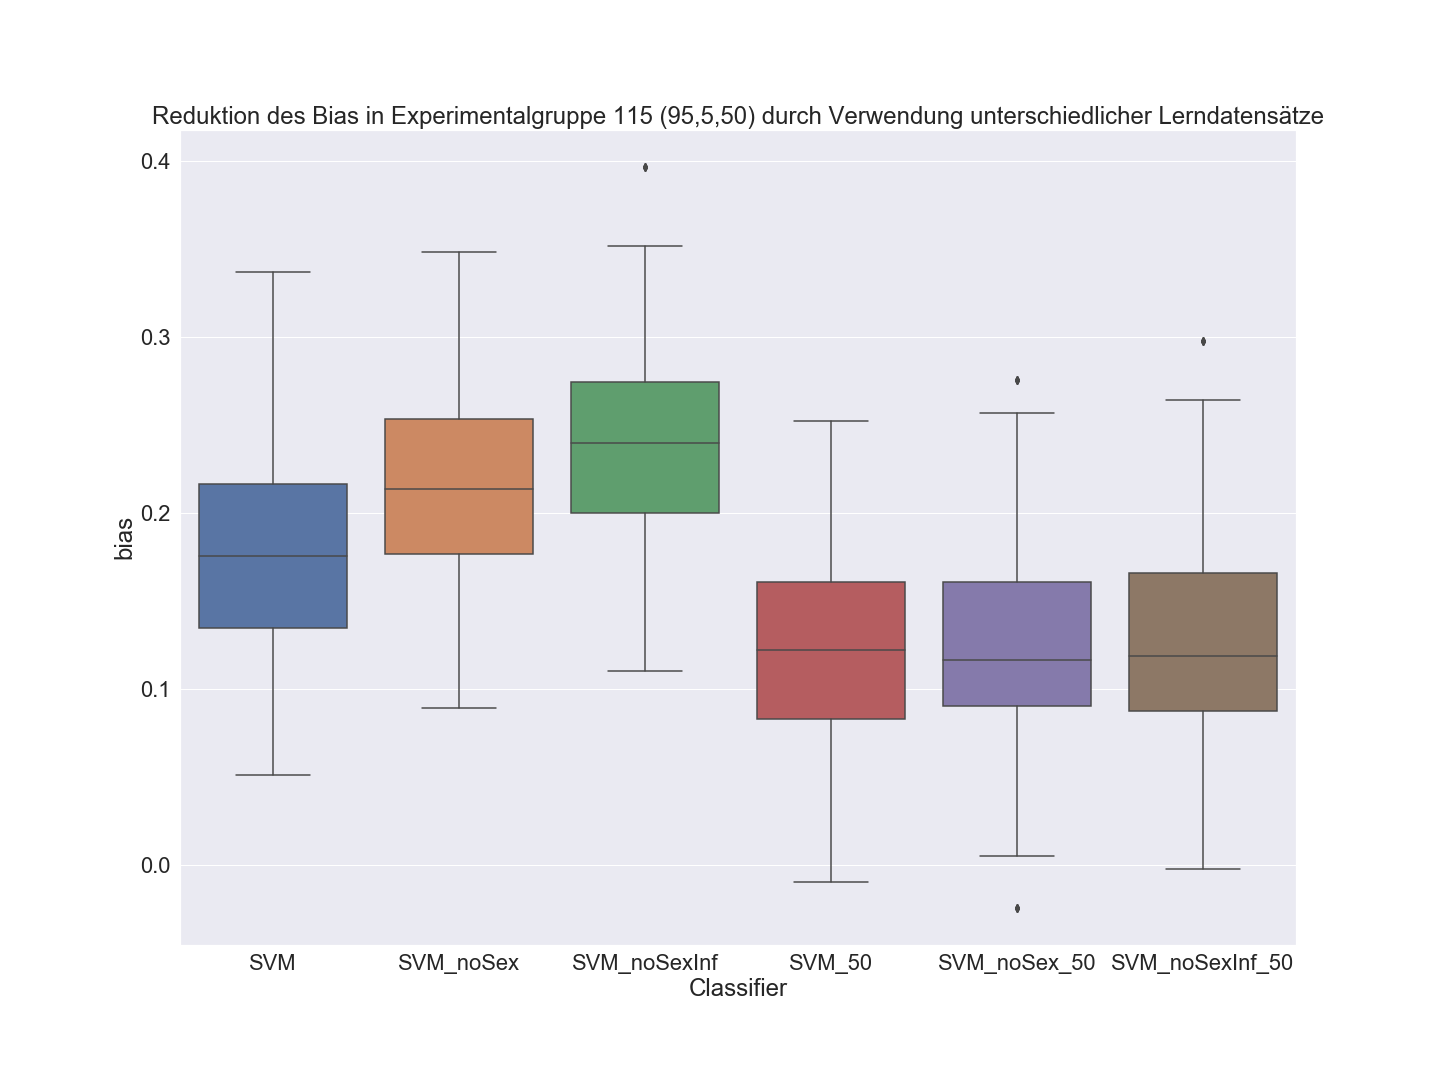 Reduktion des Bias in Experimentalgruppe 115 (95,5,50) durch Verwendung unterschiedlicher Lerndatensätze
0.4
0.3
0.2
0.1
0.0
bias
SVM SVM_noSex SVM_noSexInf SVM_50 SVM_noSex_50 SVM_noSexInf_50
Classifier